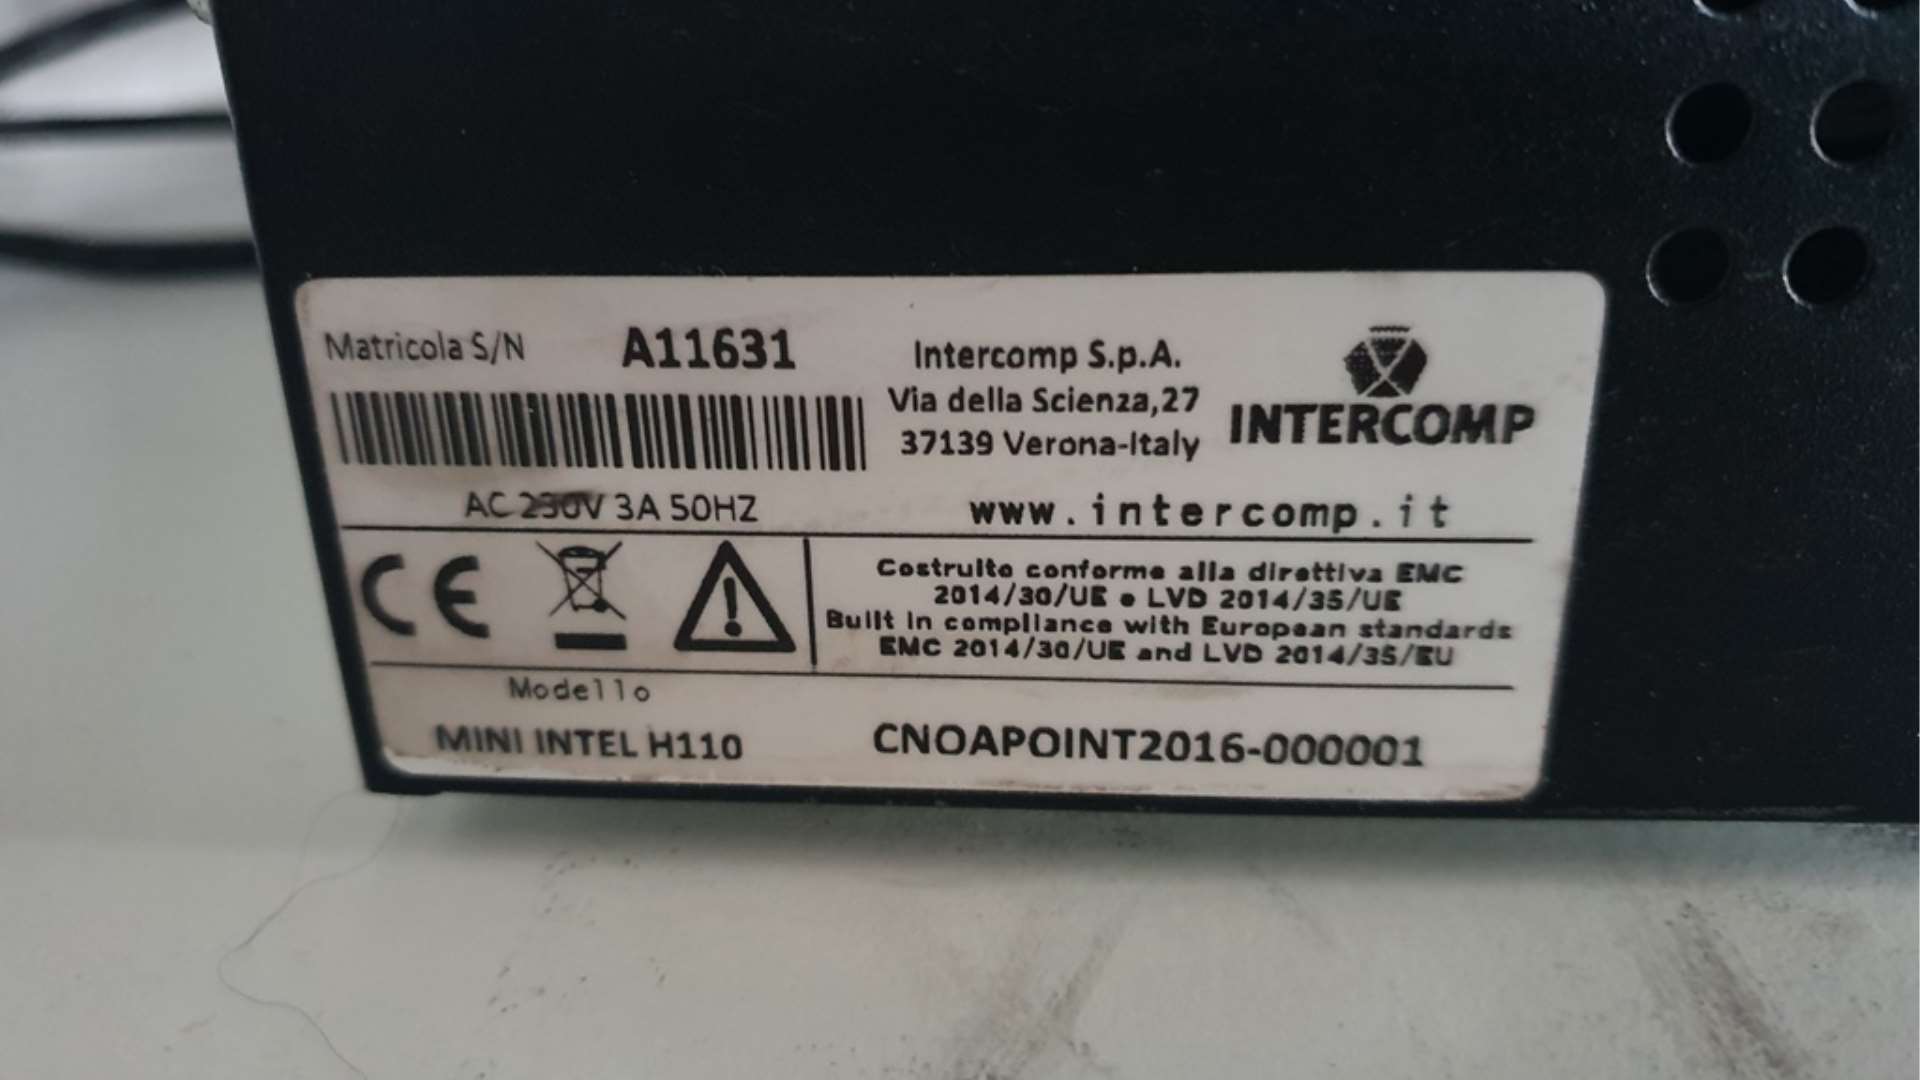 Matricola S/N A11631
Intercomp S.p.A.
Via della Scienza,27
37139 Verona-Italy
INTERCOMP
AC 230V 3A 50HZ
www.intercomp.it
CE
Costruito conforme alla direttiva EMC
2014/30/UE e LVD 2014/35/UE
Built in compliance with European standards
EMC 2014/30/UE and LVD 2014/35/EU
Modello
MINI INTEL H110
CNOAPOINT2016-000001